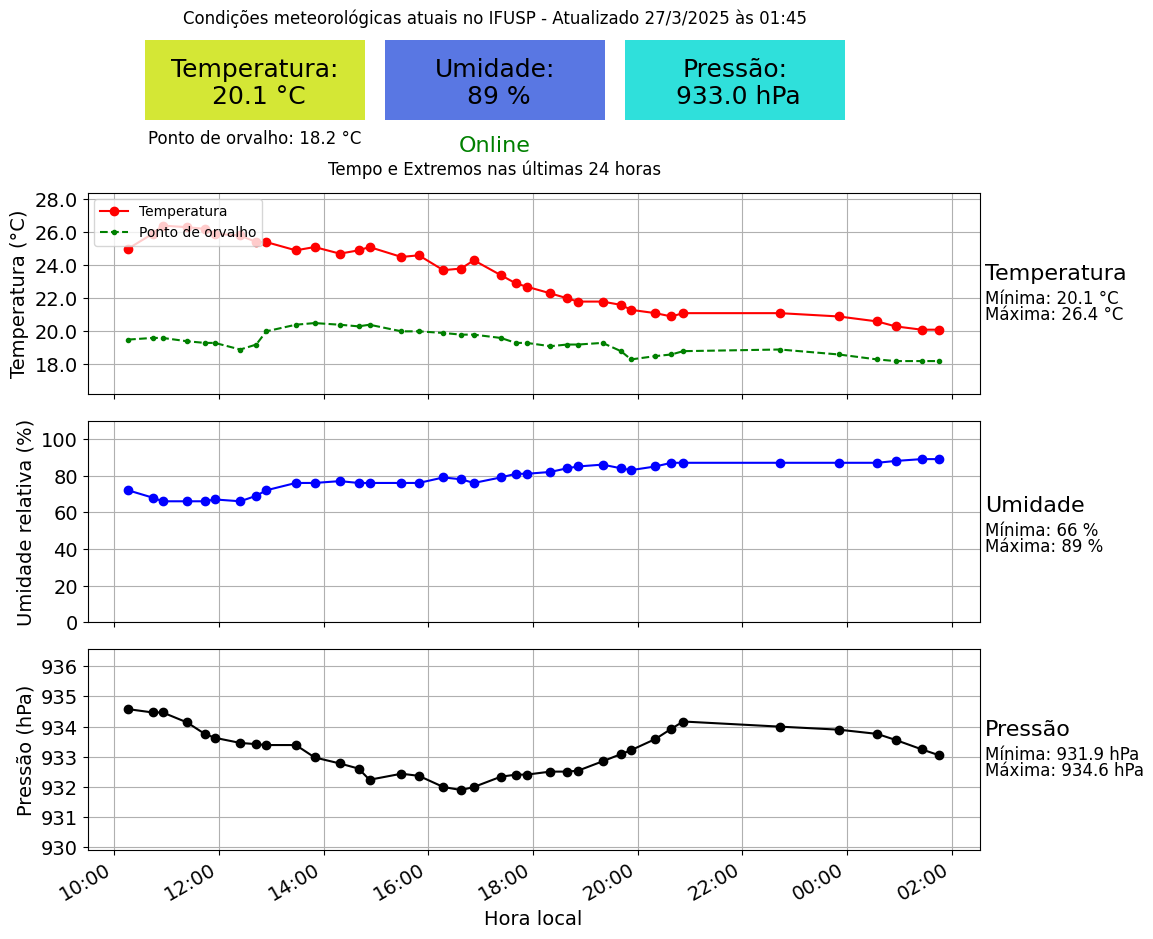 Condições meteorológicas atuais no IFUSP - Atualizado 27/3/2025 às 01:45
Temperatura:
20.1 °C
Umidade:
89 %
Pressão:
933.0 hPa
Ponto de orvalho: 18.2 °C
Online
Tempo e Extremos nas últimas 24 horas
Temperatura (°C)
28.0
26.0
24.0
22.0
20.0
18.0
Temperatura
Ponto de orvalho
Temperatura
Mínima: 20.1 °C
Máxima: 26.4 °C
Umidade relativa (%)
100
80
60
40
20
0
Umidade
Mínima: 66 %
Máxima: 89 %
Pressão (hPa)
936
935
934
933
932
931
930
Pressão
Mínima: 931.9 hPa
Máxima: 934.6 hPa
10:00 12:00 14:00 16:00 18:00 20:00 22:00 00:00 02:00
Hora local